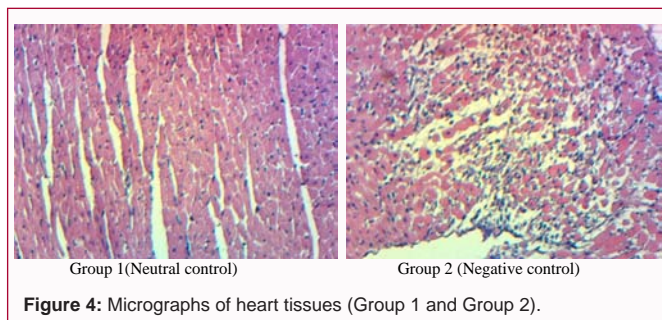 Group 1(Neutral control)
Group 2 (Negative control)
Figure 4: Micrographs of heart tissues (Group 1 and Group 2).